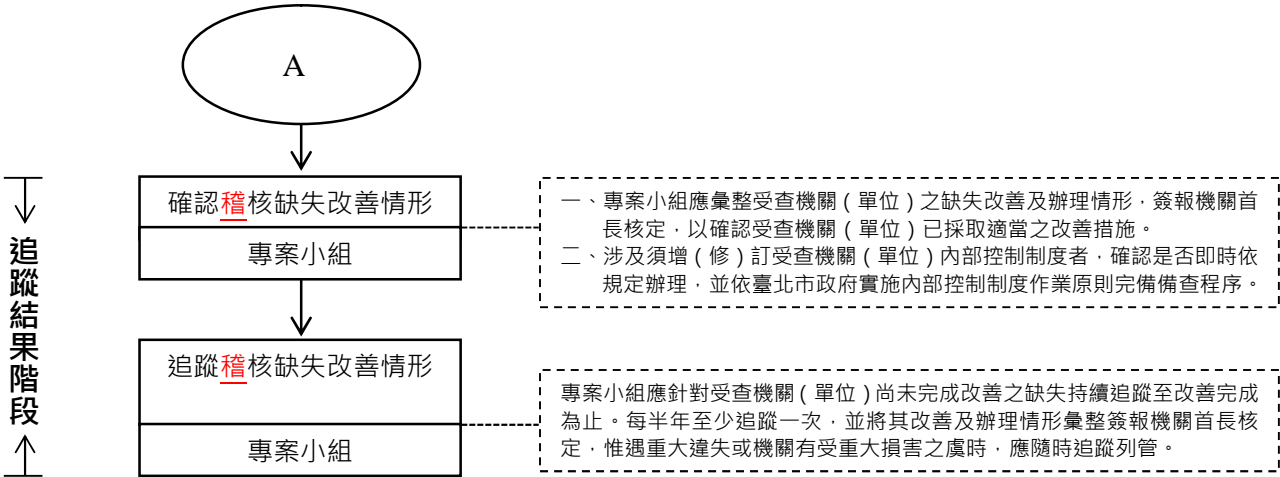 A
追蹤結果階段
確認稽核缺失改善情形
專案小組
一、專案小組應彙整受查機關（單位）之缺失改善及辦理情形，簽報機關首
長核定，以確認受查機關（單位）已採取適當之改善措施。
二、涉及須增（修）訂受查機關（單位）內部控制制度者，確認是否即時依
規定辦理，並依臺北市政府實施內部控制制度作業原則完備備查程序。
追蹤稽核缺失改善情形
專案小組
專案小組應針對受查機關（單位）尚未完成改善之缺失持續追蹤至改善完成
為止。每半年至少追蹤一次，並將其改善及辦理情形彙整簽報機關首長核
定，惟遇重大違失或機關有受重大損害之虞時，應隨時追蹤列管。